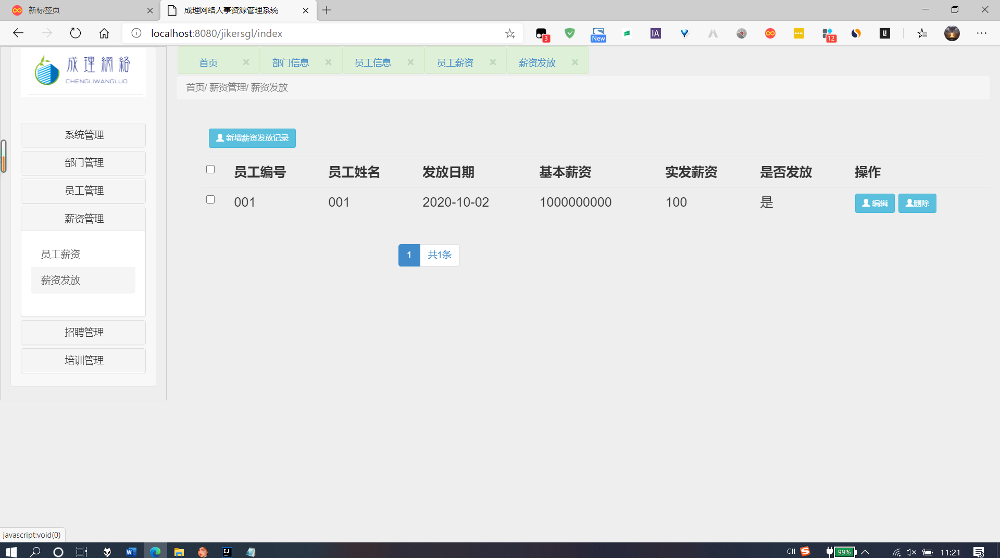 新标签页
成理网络人事资源管理系统
localhost:8080/jikersgl/index
3
New
IA
12
成理網絡
CHENGLIWANGLUO
首页 × 部门信息 × 员工信息 × 员工薪资 × 薪资发放 ×
首页/ 薪资管理/ 薪资发放
系统管理
部门管理
员工管理
薪资管理
员工薪资
薪资发放
招聘管理
培训管理
新增薪资发放记录
员工编号 员工姓名 发放日期 基本薪资 实发薪资 是否发放 操作
001 001 2020-10-02 1000000000 100 是 编辑 删除
1 共1条
javascript:void(0)
W
IJ
CH
S
99%
11:21